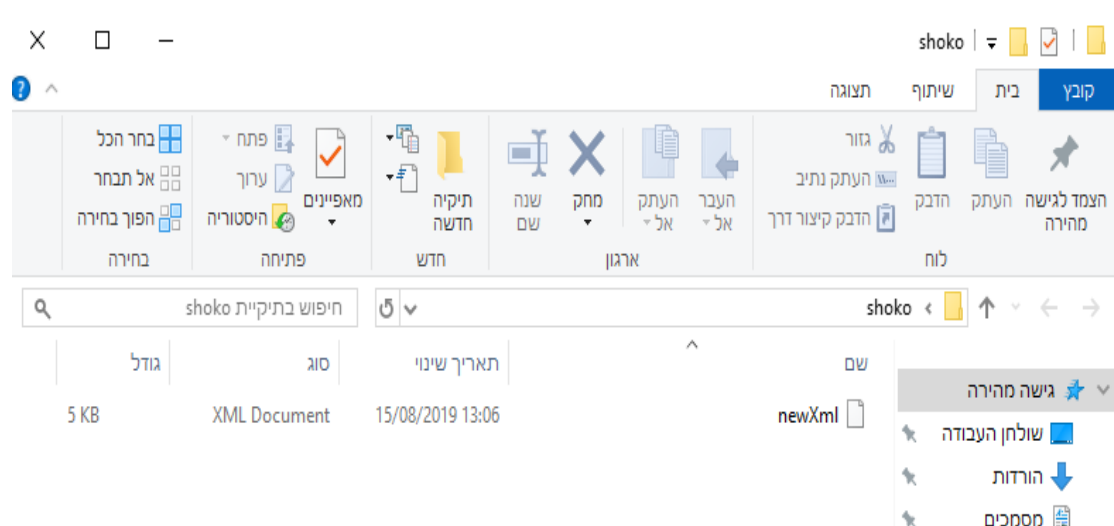 shoko
קובץ בית שיתוף תצוגה
הצמד לגישה מהירה
העתק
הדבק
גזור
העתק נתיב
הדבק קיצור דרך
לוח
העבר אל
העתק אל
מחק
שנה שם
ארגון
תיקיה חדשה
חדש
מאפיינים
פתח
ערוך
היסטוריה
פתיחה
בחר הכל
אל תבחר
הפוך בחירה
בחירה
shoko
חיפוש בתיקיית shoko
שם תאריך שינוי סוג גודל
newXml 15/08/2019 13:06 XML Document 5 KB
גישה מהירה
שולחן העבודה
הורדות
מסמכים